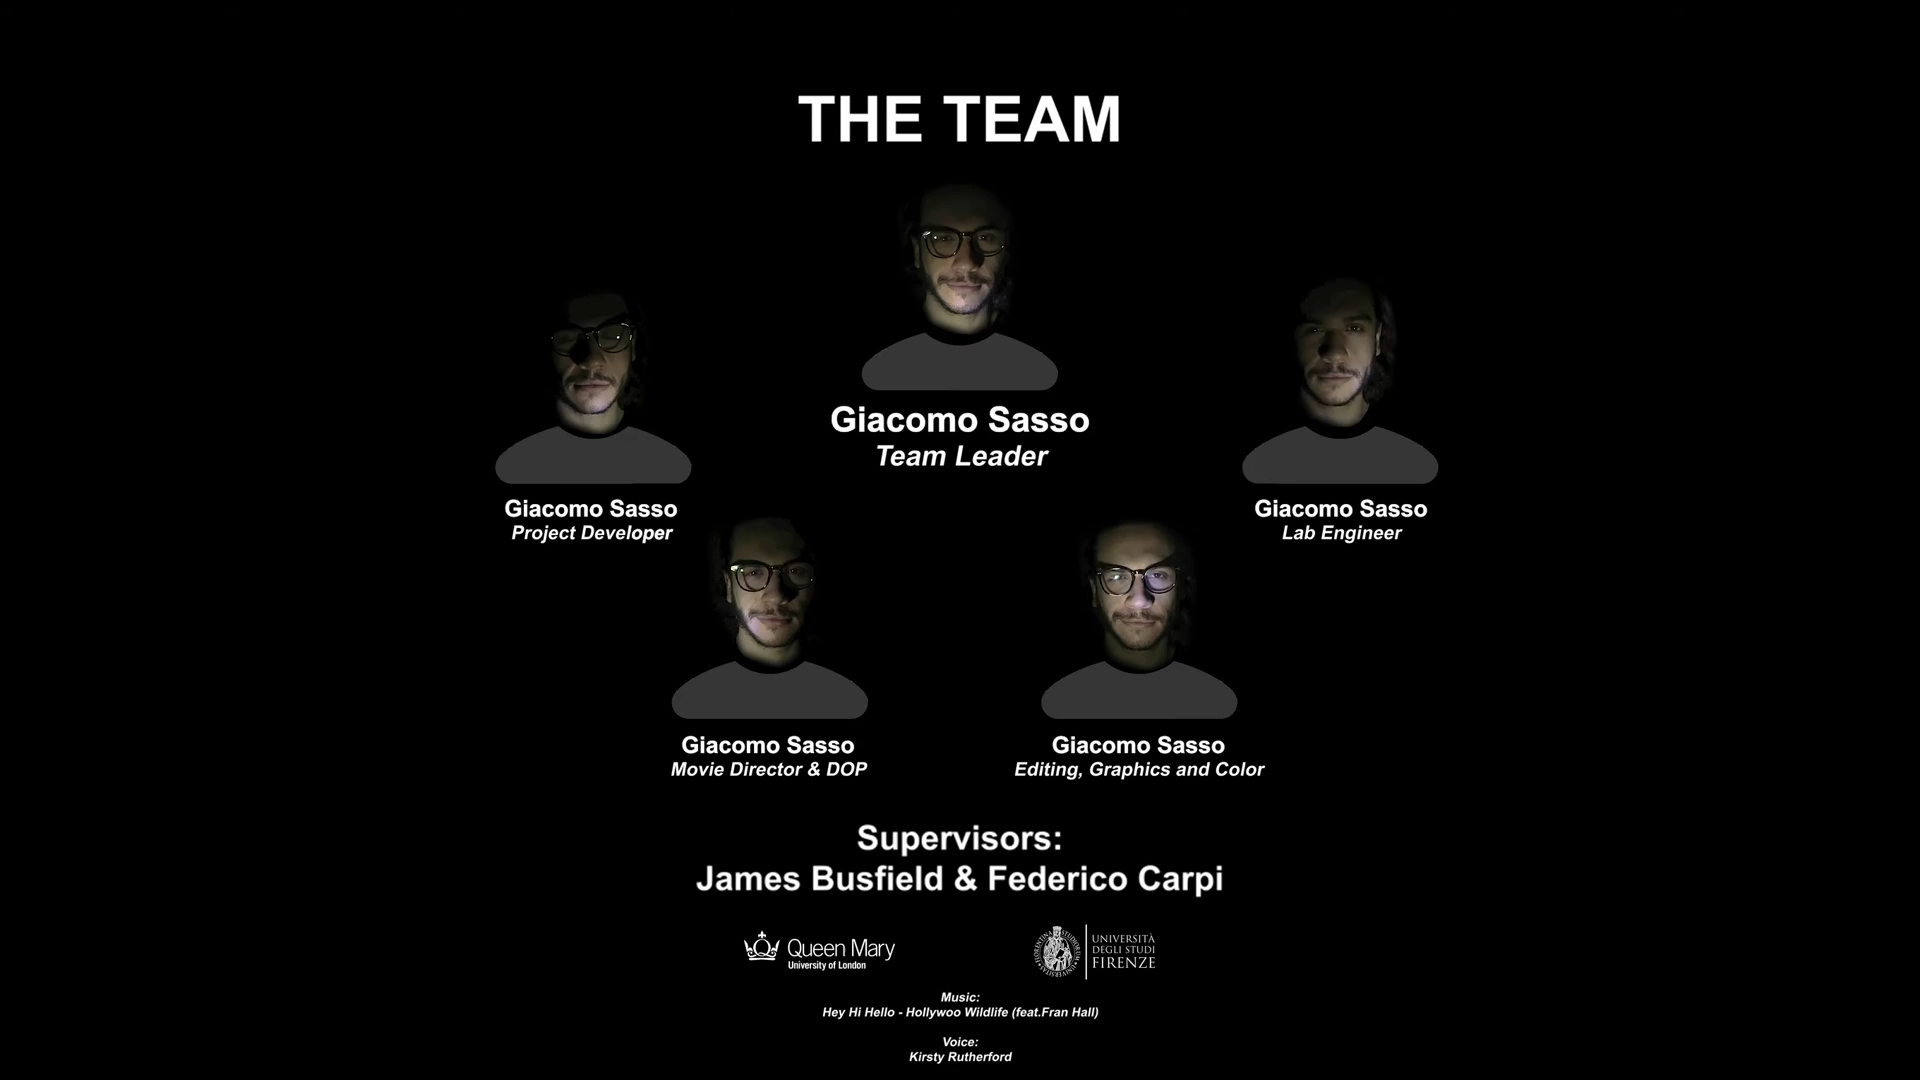 THE TEAM
Giacomo Sasso
Team Leader
Giacomo Sasso
Project Developer
Giacomo Sasso
Lab Engineer
Giacomo Sasso
Movie Director & DOP
Giacomo Sasso
Editing, Graphics and Color
Supervisors:
James Busfield & Federico Carpi
Queen Mary
University of London
UNIVERSITÀ
DEGLI STUDI
FIRENZE
Music:
Hey Hi Hello - Hollywoo Wildlife (feat.Fran Hall)
Voice:
Kirsty Rutherford